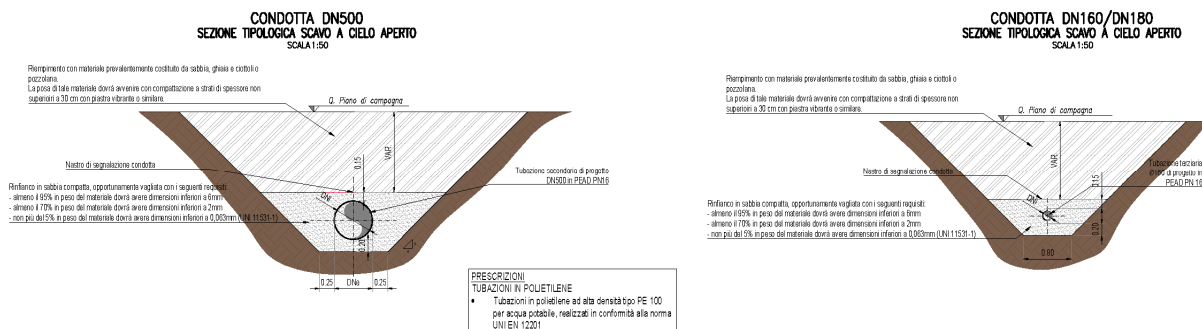 CONDOTTA DN500
SEZIONE TIPOLOGICA SCAVO A CIELO APERTO
SCALA 1:50
Riempimento con materiale prevalentemente costituito da sabbia, ghiaia e ciottoli o
pozzolana.
La posa di tale materiale dovrà avvenire con compattazione a strati di spessore non
superioiri a 30 cm con piastra vibrante o similare.
Q. Piano di campagna
VAR.
0.15
Nastro di segnalazione condotta
Tubazione secondaria di progetto
DN500 in PEAD PN16
Rinfianco in sabbia compatta, opportunamente vagliata con i seguenti requisiti:
- almeno il 95% in peso del materiale dovrà avere dimensioni inferiori a 6mm
- almeno il 70% in peso del materiale dovrà avere dimensioni inferiori a 2mm
- non più del 5% in peso del materiale dovrà avere dimensioni inferiori a 0,063mm (UNI 11531-1)
DNi
0.20
0.25
DNe
0.25
PRESCRIZIONI
TUBAZIONI IN POLIETILENE
• Tubazioni in polietilene ad alta densità tipo PE 100
per acqua potabile, realizzati in conformità alla norma
UNI EN 12201
CONDOTTA DN160/DN180
SEZIONE TIPOLOGICA SCAVO A CIELO APERTO
SCALA 1:50
Riempimento con materiale prevalentemente costituito da sabbia, ghiaia e ciottoli o
pozzolana.
La posa di tale materiale dovrà avvenire con compattazione a strati di spessore non
superioiri a 30 cm con piastra vibrante o similare.
Q. Piano di campagna
VAR.
0.15
Nastro di segnalazione condotta
Tubazione terziaria
di progetto in
PEAD PN 16
Rinfianco in sabbia compatta, opportunamente vagliata con i seguenti requisiti:
- almeno il 95% in peso del materiale dovrà avere dimensioni inferiori a 6mm
- almeno il 70% in peso del materiale dovrà avere dimensioni inferiori a 2mm
- non più del 5% in peso del materiale dovrà avere dimensioni inferiori a 0,063mm (UNI 11531-1)
DNi
0.20
0.80